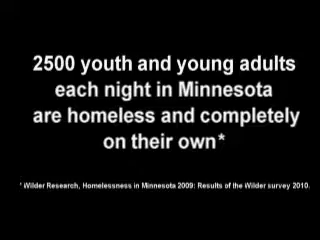 2500 youth and young adults
each night in Minnesota
are homeless and completely
on their own*
* Wilder Research, Homelessness in Minnesota 2009: Results of the Wilder survey 2010.